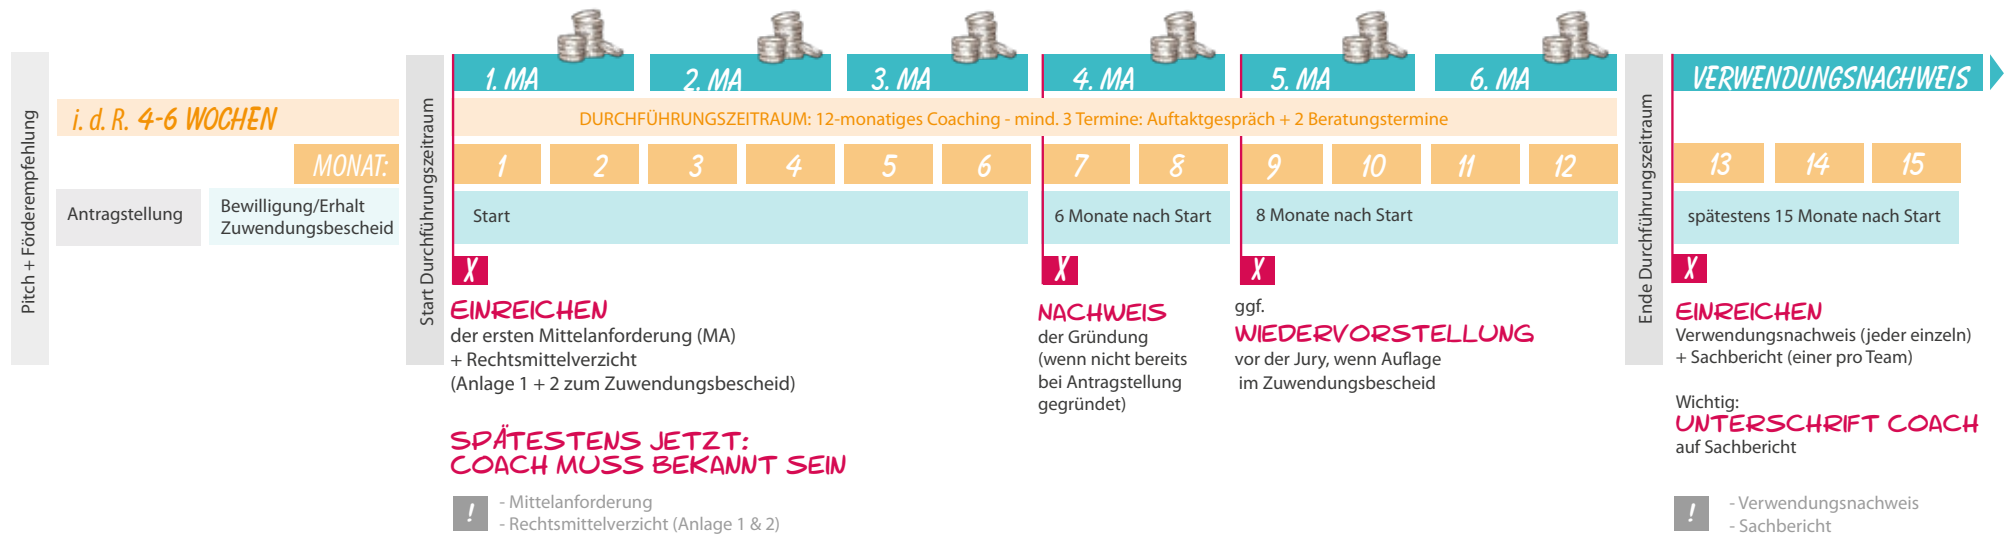 Pitch + Förderempfehlung
i. d. R. 4-6 WOCHEN
MONAT:
Antragstellung
Bewilligung/Erhalt
Zuwendungsbescheid
Start Durchführungszeitraum
1. MA
2. MA
3. MA
4. MA
5. MA
6. MA
DURCHFÜHRUNGSZEITRAUM: 12-monatiges Coaching - mind. 3 Termine: Auftaktgespräch + 2 Beratungstermine
1
2
3
4
5
6
7
8
9
10
11
12
Start
6 Monate nach Start
8 Monate nach Start
X
EINREICHEN
der ersten Mittelanforderung (MA)
+ Rechtsmittelverzicht
(Anlage 1 + 2 zum Zuwendungsbescheid)
SPÄTESTENS JETZT:
COACH MUSS BEKANNT SEIN
!
- Mittelanforderung
- Rechtsmittelverzicht (Anlage 1 & 2)
X
NACHWEIS
der Gründung
(wenn nicht bereits
bei Antragstellung
gegründet)
X
ggf.
WIEDERVORSTELLUNG
vor der Jury, wenn Auflage
im Zuwendungsbescheid
Ende Durchführungszeitraum
VERWENDUNGSNACHWEIS
13
14
15
spätestens 15 Monate nach Start
X
EINREICHEN
Verwendungsnachweis (jeder einzeln)
+ Sachbericht (einer pro Team)
Wichtig:
UNTERSCHRIFT COACH
auf Sachbericht
!
- Verwendungsnachweis
- Sachbericht